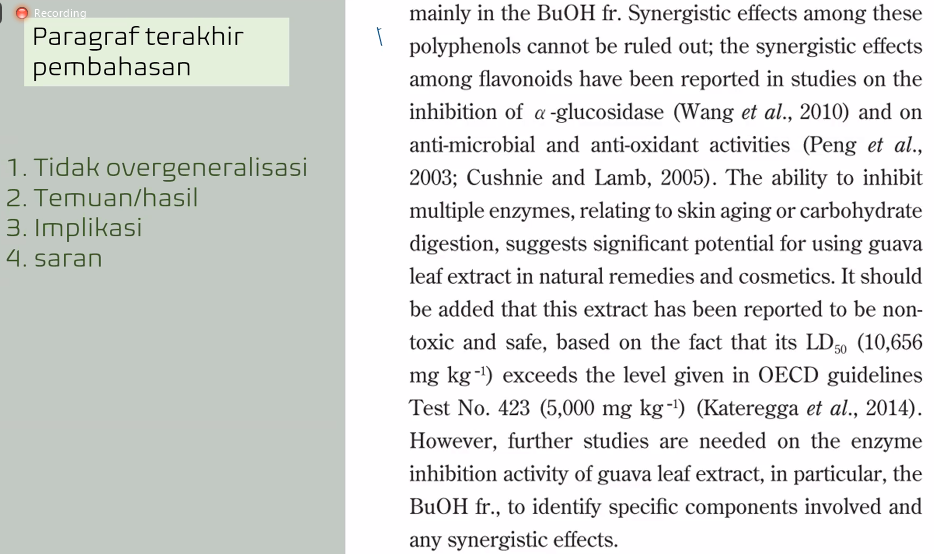 Recording
Paragraf terakhir
pembahasan
1. Tidak overgeneralisasi
2. Temuan/hasil
3. Implikasi
4. saran
mainly in the BuOH fr. Synergistic effects among these
polyphenols cannot be ruled out; the synergistic effects
among flavonoids have been reported in studies on the
inhibition of α-glucosidase (Wang et al., 2010) and on
anti-microbial and anti-oxidant activities (Peng et al.,
2003; Cushnie and Lamb, 2005). The ability to inhibit
multiple enzymes, relating to skin aging or carbohydrate
digestion, suggests significant potential for using guava
leaf extract in natural remedies and cosmetics. It should
be added that this extract has been reported to be non-
toxic and safe, based on the fact that its LD50 (10,656
mg kg-1) exceeds the level given in OECD guidelines
Test No. 423 (5,000 mg kg-1) (Kateregga et al., 2014).
However, further studies are needed on the enzyme
inhibition activity of guava leaf extract, in particular, the
BuOH fr., to identify specific components involved and
any synergistic effects.